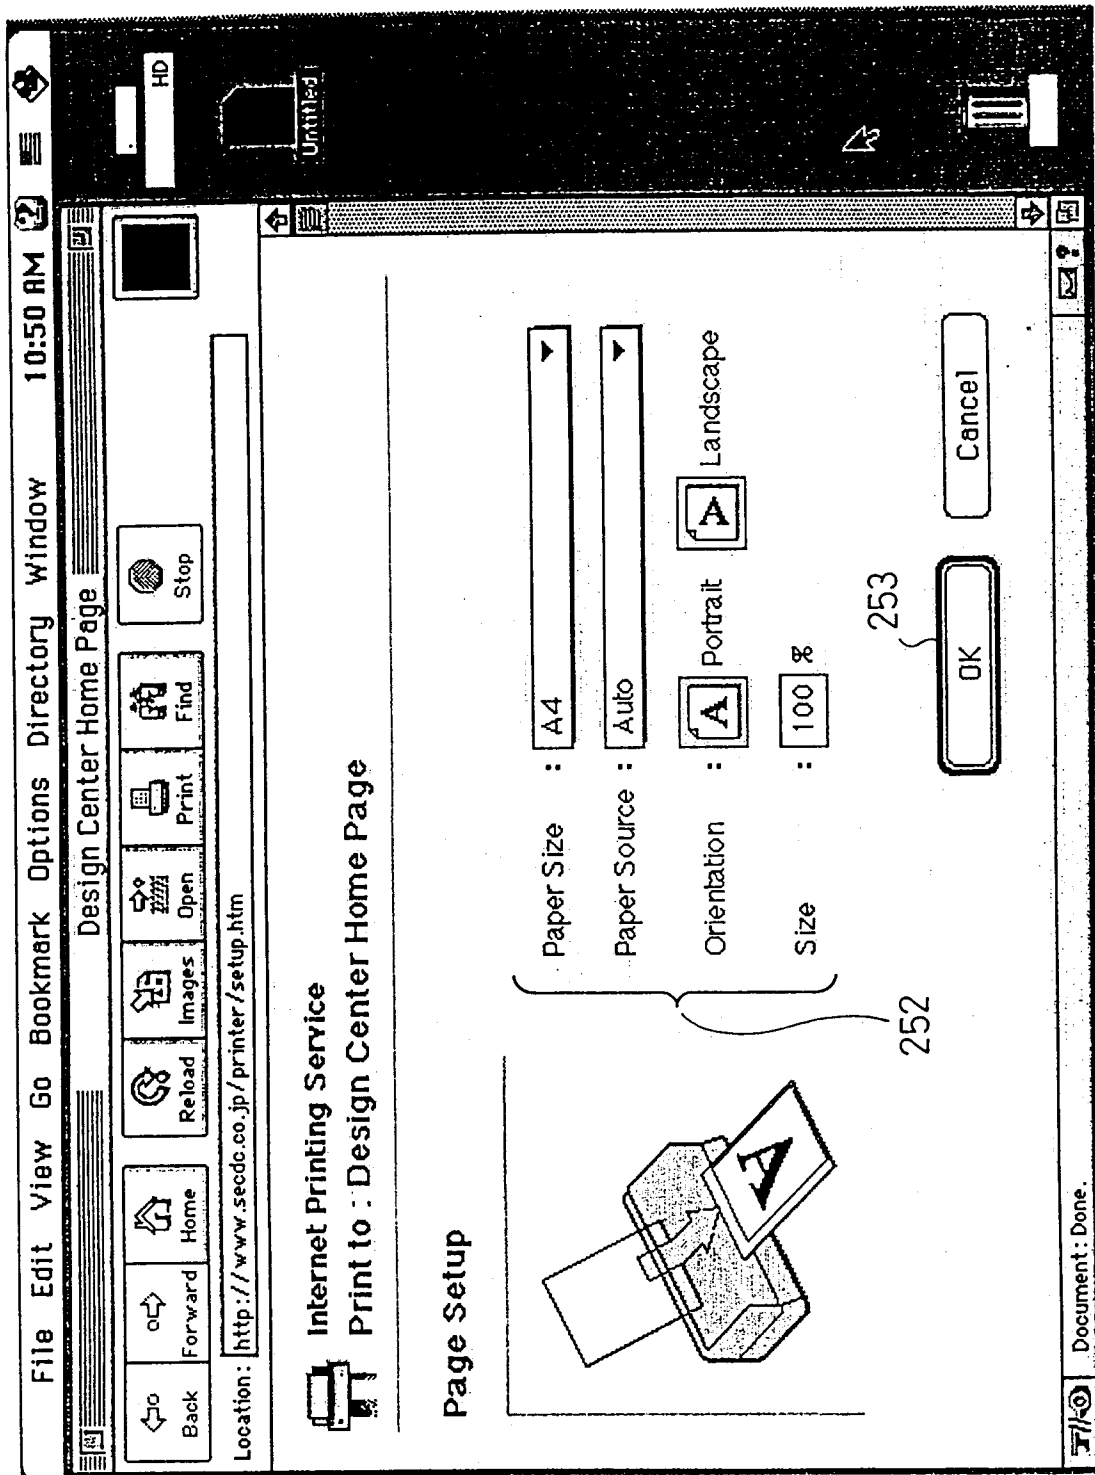 File Edit View Go Bookmark Options Directory Window 10:50 AM
Design Center Home Page
HD
Back Forward Home Reload Images Open Print Find Stop
Location: http://www.secdc.co.jp/printer/setup.htm
Untitled
Internet Printing Service
Print to : Design Center Home Page
Page Setup
Paper Size : A4
Paper Source : Auto
Orientation : A Portrait A Landscape
Size : 100 %
A
252
253
OK Cancel
Document: Done.